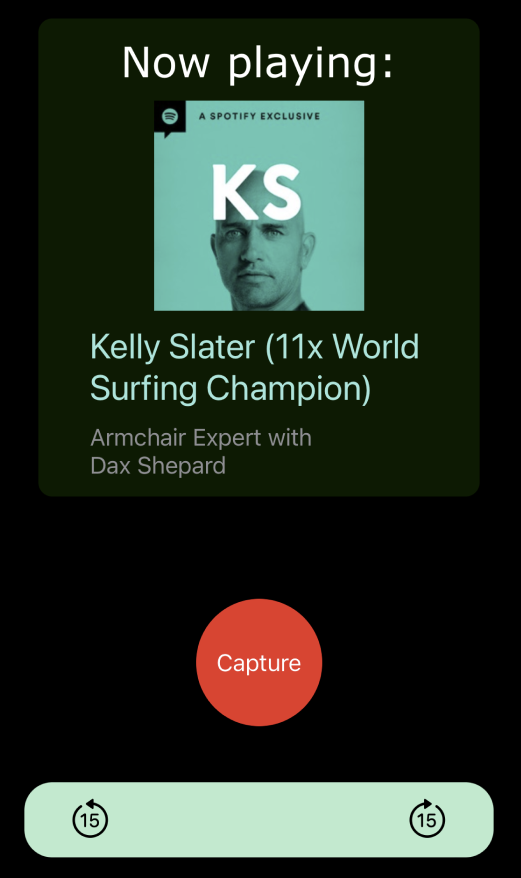 Now playing:
A SPOTIFY EXCLUSIVE
KS
Kelly Slater (11x World
Surfing Champion)
Armchair Expert with
Dax Shepard
Capture
15
15